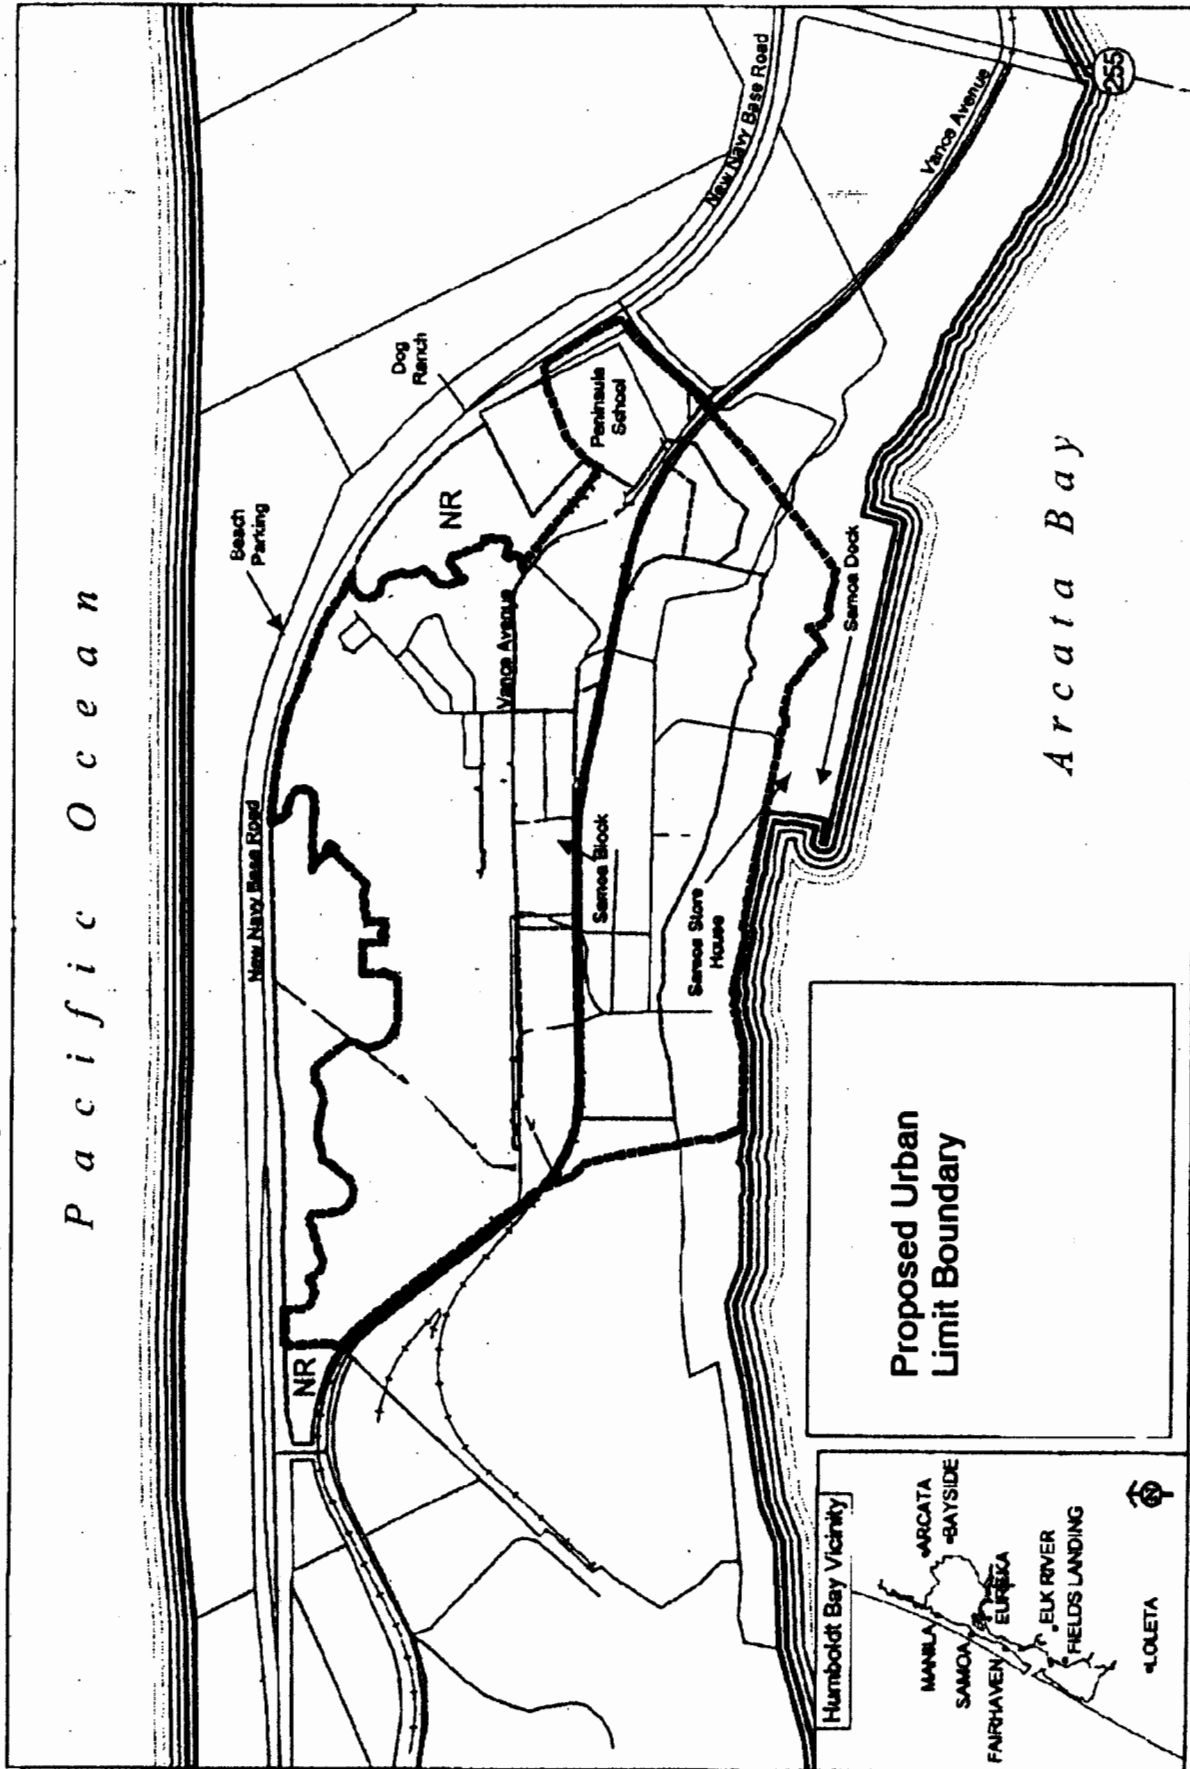 Pacific Ocean
New Navy Base Road
Beach
Parking
NR
Dog
Ranch
New Navy Base Road
Vance Avenue
255
Peninsula
School
Vance Avenue
NR
Samoa Block
Samoa Store
House
Samoa Dock
Arcata Bay
Proposed Urban
Limit Boundary
Humboldt Bay Vicinity
MANILA
ARCATA
BAYSIDE
SAMOA
EUREKA
FAIRHAVEN
ELK RIVER
FIELDS LANDING
LOLETA
N